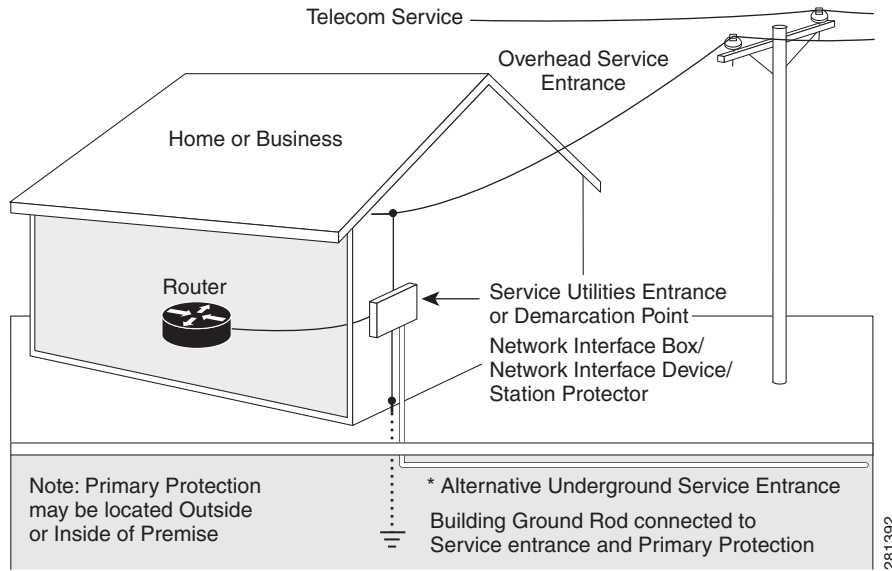 Telecom Service
Overhead Service
Entrance
Home or Business
Router
Service Utilities Entrance
or Demarcation Point
Network Interface Box/
Network Interface Device/
Station Protector
Note: Primary Protection
may be located Outside
or Inside of Premise
* Alternative Underground Service Entrance
Building Ground Rod connected to
Service entrance and Primary Protection
281392